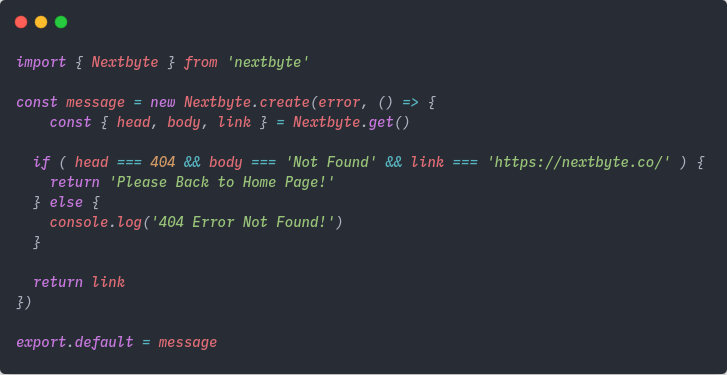 import { Nextbyte } from 'nextbyte'
const message = new Nextbyte.create(error, () => {
    const { head, body, link } = Nextbyte.get()
  if ( head === 404 && body === 'Not Found' && link === 'https://nextbyte.co/' ) {
    return 'Please Back to Home Page!'
  } else {
    console.log('404 Error Not Found!')
  }
  return link
})
export.default = message